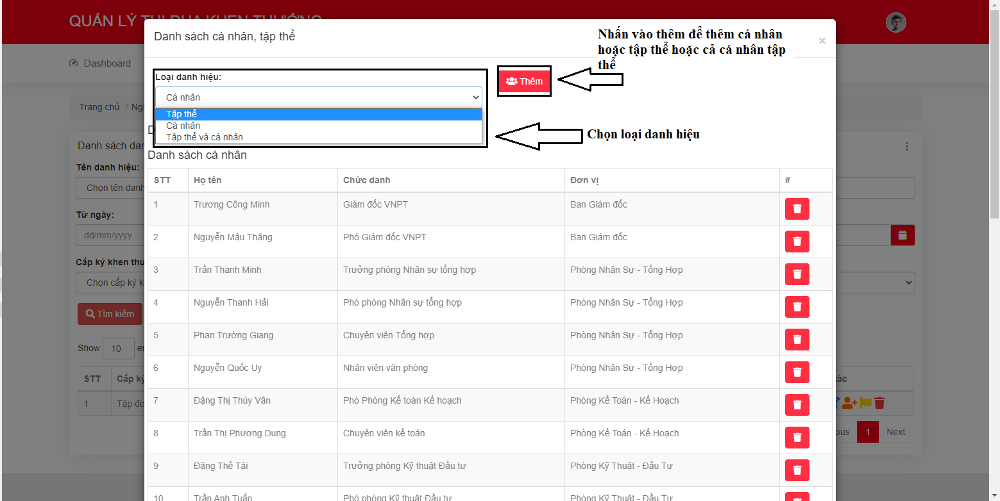 QUẢN LÝ THI ĐUA KHEN THƯỞNG
Danh sách cá nhân, tập thể
×
Nhấn vào thêm để thêm cá nhân
hoặc tập thể hoặc cả cá nhân tập
thể
Dashboard
Loại danh hiệu:
Thêm
Cá nhân
Trang chủ /
Tập thể
Cá nhân
Tập thể và cá nhân
Chọn loại danh hiệu
Danh sách
Danh sách cá nhân
Tên danh hiệu:
Chọn tên danh
Từ ngày:
dd/mm/yyyy...
Cấp ký khen
Chọn cấp ký
Tìm kiếm
Show 10
STT Cấp ký
1 Tập
STT Họ tên Chức danh Đơn vị #
1 Trương Công Minh Giám đốc VNPT Ban Giám đốc
2 Nguyễn Mậu Thăng Phó Giám đốc VNPT Ban Giám đốc
3 Trần Thanh Minh Trưởng phòng Nhân sự tổng hợp Phòng Nhân Sự - Tổng Hợp
4 Nguyễn Thanh Hải Phó phòng Nhân sự tổng hợp Phòng Nhân Sự - Tổng Hợp
5 Phan Trường Giang Chuyên viên Tổng hợp Phòng Nhân Sự - Tổng Hợp
6 Nguyễn Quốc Uy Nhân viên văn phòng Phòng Nhân Sự - Tổng Hợp
7 Đặng Thị Thúy Vân Phó Phòng Kế toán Kế hoạch Phòng Kế Toán - Kế Hoạch
8 Trần Thị Phương Dung Chuyên viên kế toán Phòng Kế Toán - Kế Hoạch
9 Đặng Thế Tài Trưởng phòng Kỹ thuật Đầu tư Phòng Kỹ Thuật - Đầu Tư
10 Trần Anh Tuấn Phó phòng Kỹ thuật Đầu tư Phòng Kỹ Thuật - Đầu Tư
1 Next